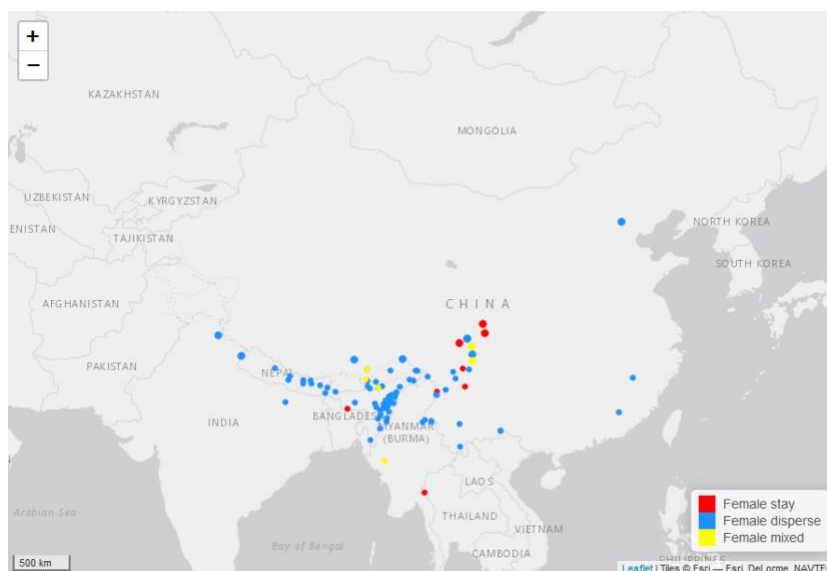 +
−
KAZAKHSTAN
MONGOLIA
UZBEKISTAN
KYRGYZSTAN
ENISTAN
TAJIKISTAN
NORTH KOREA
SOUTH KOREA
AFGHANISTAN
CHINA
PAKISTAN
NEPAL
INDIA
BANGLADESH
MYANMAR
(BURMA)
LAOS
Arabian Sea
THAILAND
VIETNAM
Bay of Bengal
CAMBODIA
PHILIPPINES
Female stay
Female disperse
Female mixed
500 km
Leaflet | Tiles © Esri — Esri, DeLorme, NAVTEQ